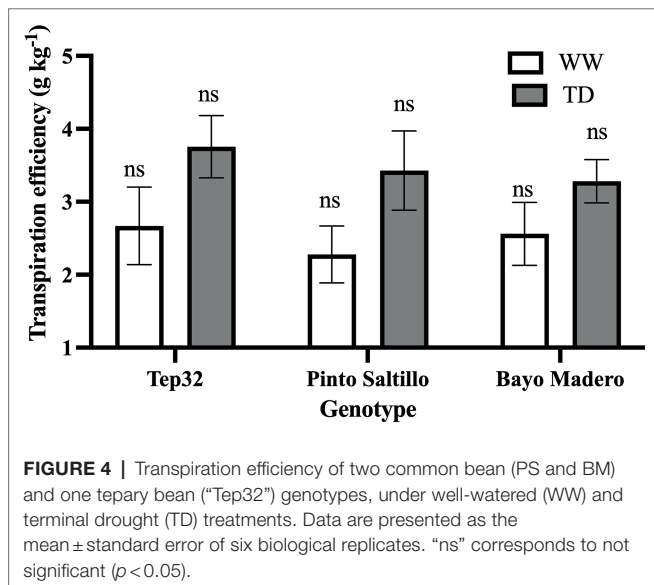 Transpiration efficiency (g kg⁻¹)
5
4
3
2
1
WW
TD
ns
ns
ns
ns
ns
ns
Tep32
Pinto Saltillo
Bayo Madero
Genotype
FIGURE 4 | Transpiration efficiency of two common bean (PS and BM)
and one tepary bean (“Tep32”) genotypes, under well-watered (WW) and
terminal drought (TD) treatments. Data are presented as the
mean ± standard error of six biological replicates. “ns” corresponds to not
significant (p < 0.05).